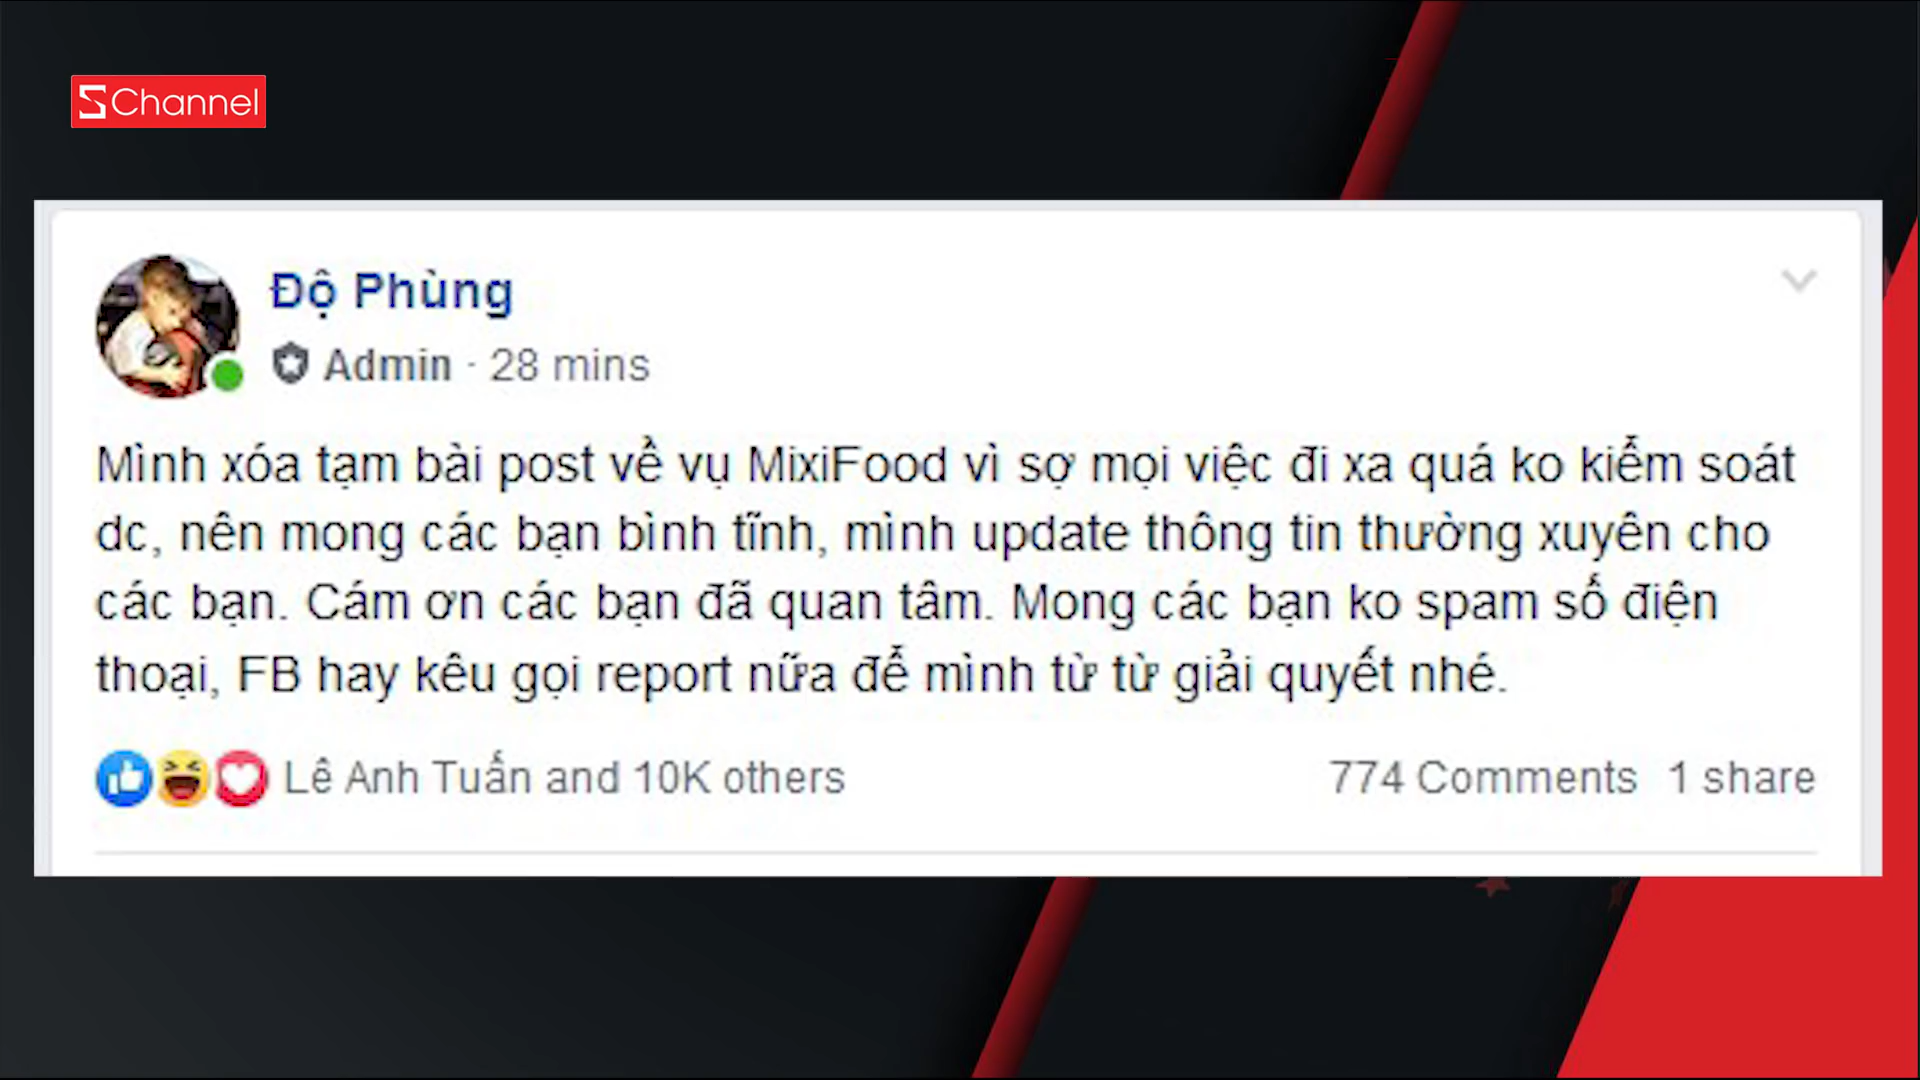 SChannel
Độ Phùng
Admin · 28 mins
Mình xóa tạm bài post về vụ MixiFood vì sợ mọi việc đi xa quá ko kiểm soát
dc, nên mong các bạn bình tĩnh, mình update thông tin thường xuyên cho
các bạn. Cám ơn các bạn đã quan tâm. Mong các bạn ko spam số điện
thoại, FB hay kêu gọi report nữa để mình từ từ giải quyết nhé.
Lê Anh Tuấn and 10K others 774 Comments 1 share